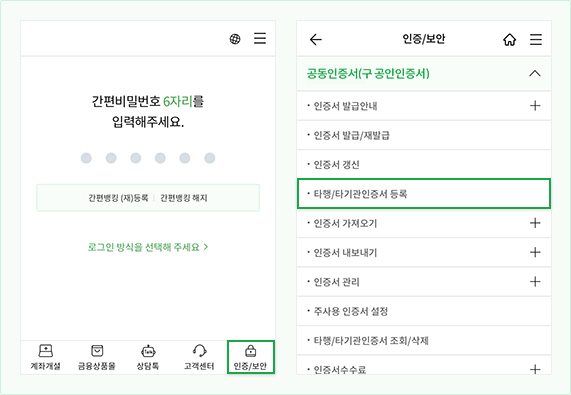 간편비밀번호 6자리를
입력해주세요.
간편뱅킹 (재)등록 | 간편뱅킹 해지
로그인 방식을 선택해 주세요 >
계좌개설
금융상품몰
Talk
상담톡
고객센터
인증/보안
인증/보안
공동인증서(구 공인인증서)
· 인증서 발급안내
· 인증서 발급/재발급
· 인증서 갱신
· 타행/타기관인증서 등록
· 인증서 가져오기
· 인증서 내보내기
· 인증서 관리
· 주사용 인증서 설정
· 타행/타기관인증서 조회/삭제
· 인증서수수료